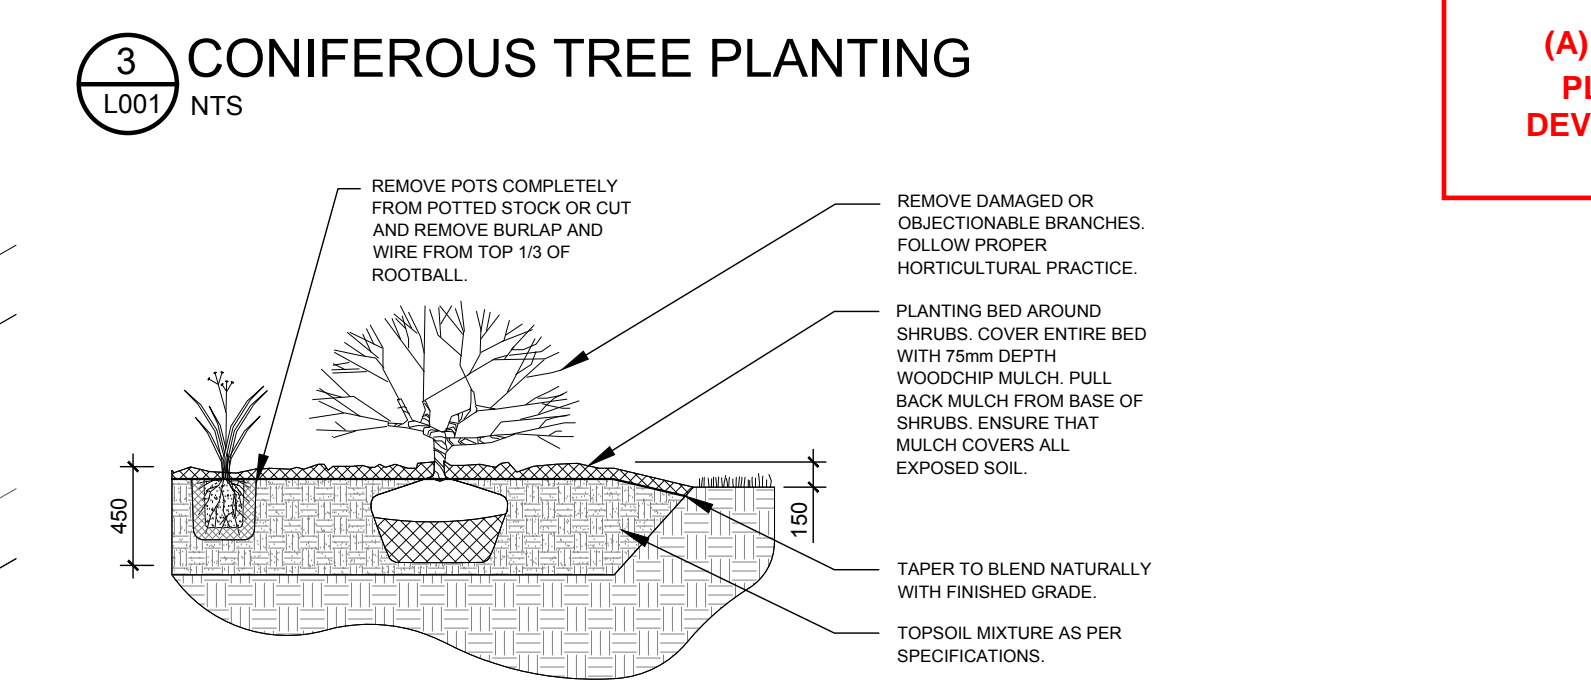 3
L001
CONIFEROUS TREE PLANTING
NTS
(A)
DEV
REMOVE POTS COMPLETELY
FROM POTTED STOCK OR CUT
AND REMOVE BURLAP AND
WIRE FROM TOP 1/3 OF
ROOTBALL.
REMOVE DAMAGED OR
OBJECTIONABLE BRANCHES.
FOLLOW PROPER
HORTICULTURAL PRACTICE.
PLANTING BED AROUND
SHRUBS. COVER ENTIRE BED
WITH 75mm DEPTH
WOODCHIP MULCH. PULL
BACK MULCH FROM BASE OF
SHRUBS. ENSURE THAT
MULCH COVERS ALL
EXPOSED SOIL.
450
150
TAPER TO BLEND NATURALLY
WITH FINISHED GRADE.
TOPSOIL MIXTURE AS PER
SPECIFICATIONS.